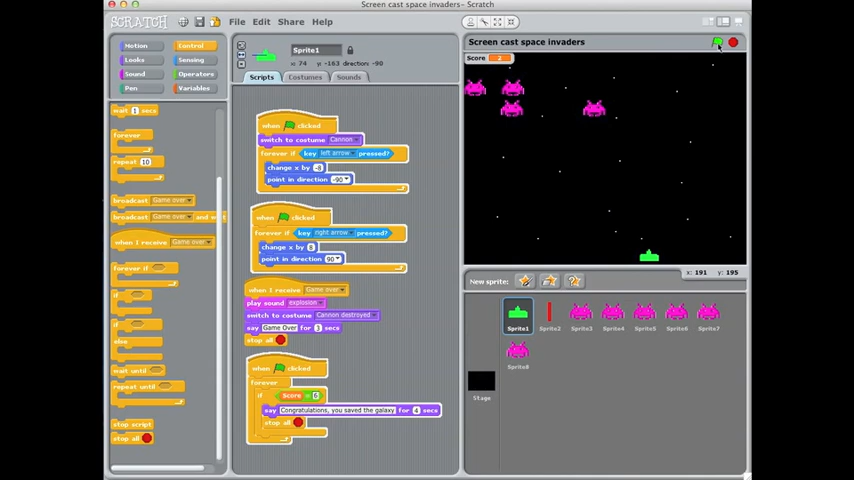 Screen cast space invaders- Scratch
SCRATCH File Edit Share Help
Motion Control
Looks Sensing
Sound Operators
Pen Variables
wait 1 secs
forever
repeat 10
broadcast Game over
broadcast Game over and w
when I receive Game over
forever if
if
if
else
wait until
repeat until
stop script
stop all
Sprite1
x: 74 y: -163 direction: -90
Scripts Costumes Sounds
when clicked
switch to costume Cannon
forever if key left arrow pressed?
change x by -8
point in direction -90
when clicked
forever if key right arrow pressed?
change x by 8
point in direction 90
when I receive Game over
play sound explosion
switch to costume Cannon destroyed
say Game Over for 3 secs
stop all
when clicked
forever
if Score = 6
say Congratulations, you saved the galaxy for 4 secs
stop all
Screen cast space invaders
Score 2
x: 191 y: 195
New sprite:
Sprite1 Sprite2 Sprite3 Sprite4 Sprite5 Sprite6 Sprite7
Sprite8
Stage